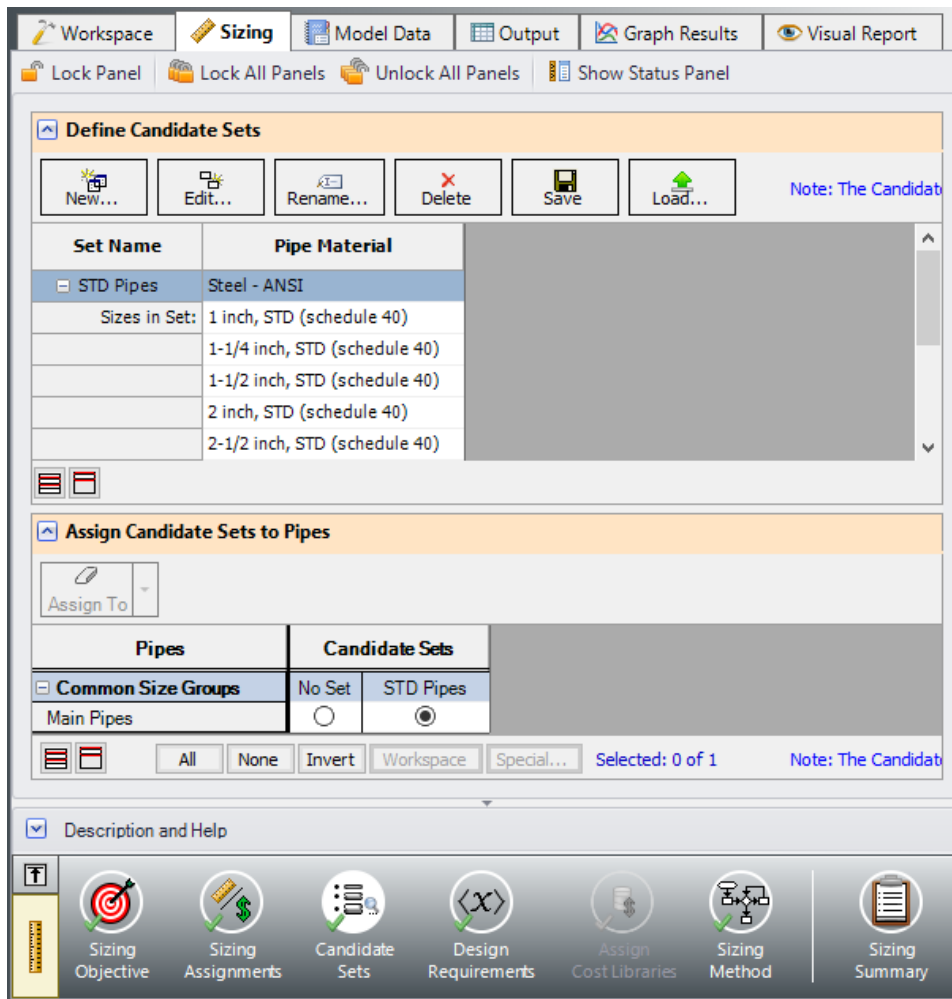 Workspace Sizing Model Data Output Graph Results Visual Report
Lock Panel Lock All Panels Unlock All Panels Show Status Panel
Define Candidate Sets
New... Edit... Rename... Delete Save Load... Note: The Candidat
Set Name Pipe Material
STD Pipes Steel - ANSI
Sizes in Set: 1 inch, STD (schedule 40)
1-1/4 inch, STD (schedule 40)
1-1/2 inch, STD (schedule 40)
2 inch, STD (schedule 40)
2-1/2 inch, STD (schedule 40)
Assign Candidate Sets to Pipes
Assign To
Pipes Candidate Sets
Common Size Groups No Set STD Pipes
Main Pipes
All None Invert Workspace Special... Selected: 0 of 1 Note: The Candidat
Description and Help
Sizing Objective
Sizing Assignments
Candidate Sets
⟨x⟩
Design Requirements
$
Assign Cost Libraries
Sizing Method
Sizing Summary